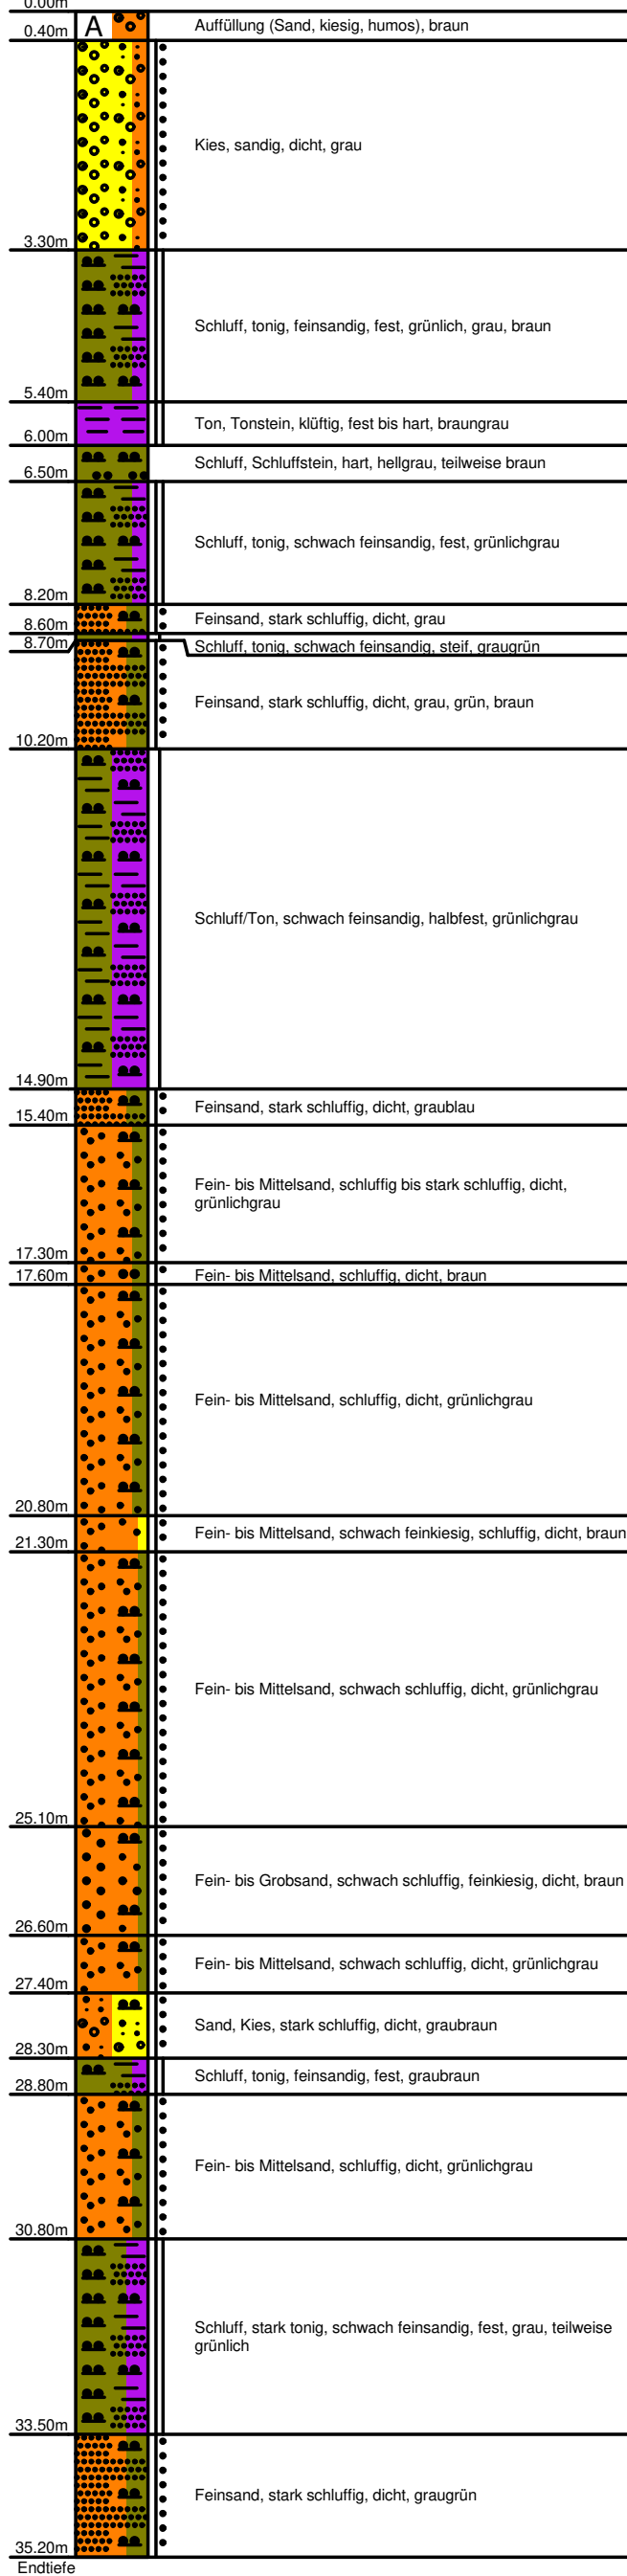 0.00m
A
Auffüllung (Sand, kiesig, humos), braun
0.40m
Kies, sandig, dicht, grau
3.30m
Schluff, tonig, feinsandig, fest, grünlich, grau, braun
5.40m
Ton, Tonstein, klüftig, fest bis hart, braungrau
6.00m
Schluff, Schluffstein, hart, hellgrau, teilweise braun
6.50m
Schluff, tonig, schwach feinsandig, fest, grünlichgrau
8.20m
Feinsand, stark schluffig, dicht, grau
8.60m
Schluff, tonig, schwach feinsandig, steif, graugrün
8.70m
Feinsand, stark schluffig, dicht, grau, grün, braun
10.20m
Schluff/Ton, schwach feinsandig, halbfest, grünlichgrau
14.90m
Feinsand, stark schluffig, dicht, graublau
15.40m
Fein- bis Mittelsand, schluffig bis stark schluffig, dicht,
grünlichgrau
17.30m
Fein- bis Mittelsand, schluffig, dicht, braun
17.60m
Fein- bis Mittelsand, schluffig, dicht, grünlichgrau
20.80m
Fein- bis Mittelsand, schwach feinkiesig, schluffig, dicht, braun
21.30m
Fein- bis Mittelsand, schwach schluffig, dicht, grünlichgrau
25.10m
Fein- bis Grobsand, schwach schluffig, feinkiesig, dicht, braun
26.60m
Fein- bis Mittelsand, schwach schluffig, dicht, grünlichgrau
27.40m
Sand, Kies, stark schluffig, dicht, graubraun
28.30m
Schluff, tonig, feinsandig, fest, graubraun
28.80m
Fein- bis Mittelsand, schluffig, dicht, grünlichgrau
30.80m
Schluff, stark tonig, schwach feinsandig, fest, grau, teilweise
grünlich
33.50m
Feinsand, stark schluffig, dicht, graugrün
35.20m
Endtiefe